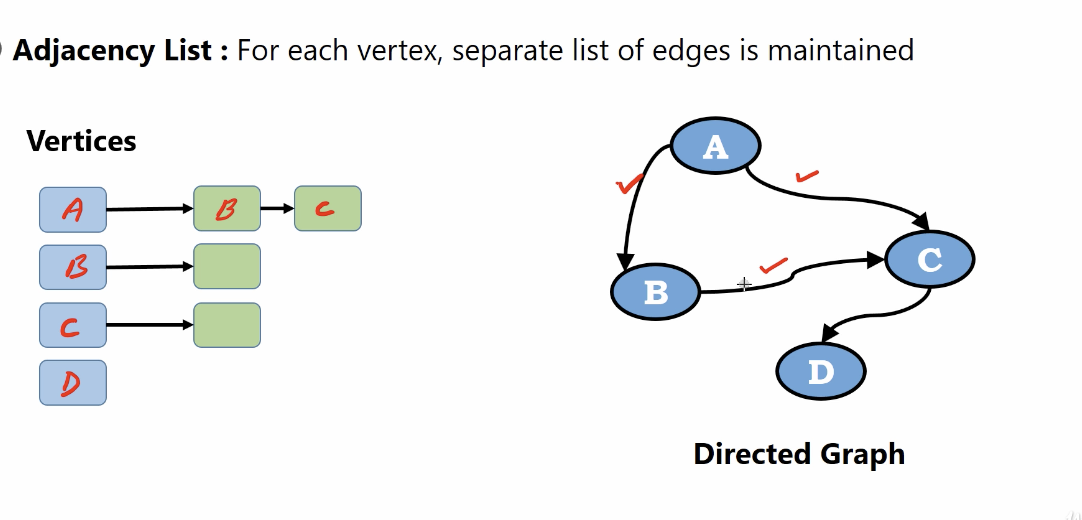 Adjacency List : For each vertex, separate list of edges is maintained
Vertices
A B C
B
C
D
A
B
C
D
Directed Graph